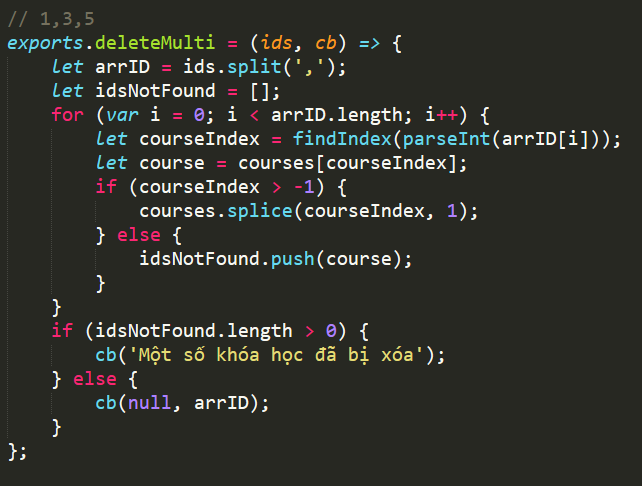 // 1,3,5
exports.deleteMulti = (ids, cb) => {
    let arrID = ids.split(',');
    let idsNotFound = [];
    for (var i = 0; i < arrID.length; i++) {
        let courseIndex = findIndex(parseInt(arrID[i]));
        let course = courses[courseIndex];
        if (courseIndex > -1) {
            courses.splice(courseIndex, 1);
        } else {
            idsNotFound.push(course);
        }
    }
    if (idsNotFound.length > 0) {
        cb('Một số khóa học đã bị xóa');
    } else {
        cb(null, arrID);
    }
};